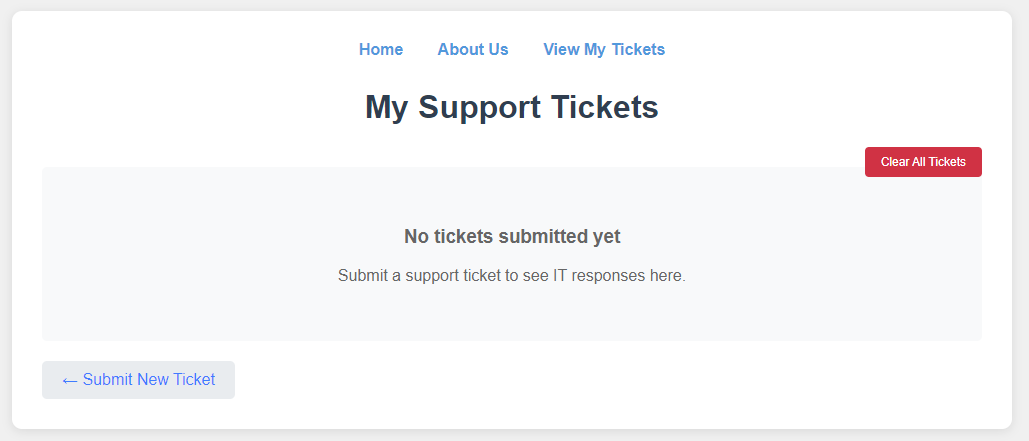 Home About Us View My Tickets
My Support Tickets
Clear All Tickets
No tickets submitted yet
Submit a support ticket to see IT responses here.
← Submit New Ticket